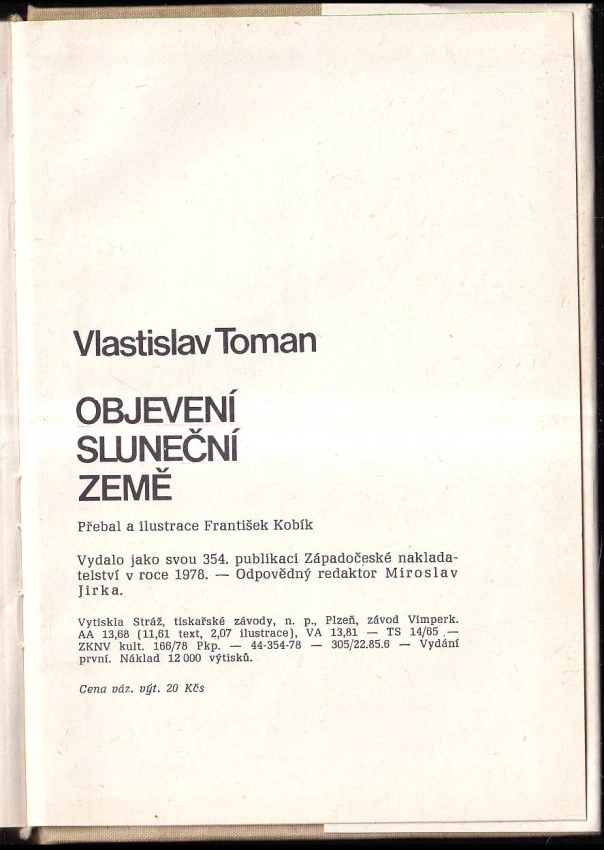 Vlastislav Toman
OBJEVENÍ
SLUNEČNÍ
ZEMĚ
Přebal a ilustrace František Kobík
Vydalo jako svou 354. publikaci Západočeské naklada-
telství v roce 1978. — Odpovědný redaktor Miroslav
Jirka.
Vytiskla Stráž, tiskařské závody, n. p., Plzeň, závod Vimperk.
AA 13,68 (11,61 text, 2,07 ilustrace), VA 13,81 — TS 14/65 —
ZKNV kult. 166/78 Pkp. — 44-354-78 — 305/22.85.6 — Vydání
první. Náklad 12 000 výtisků.
Cena váz. výt. 20 Kčs